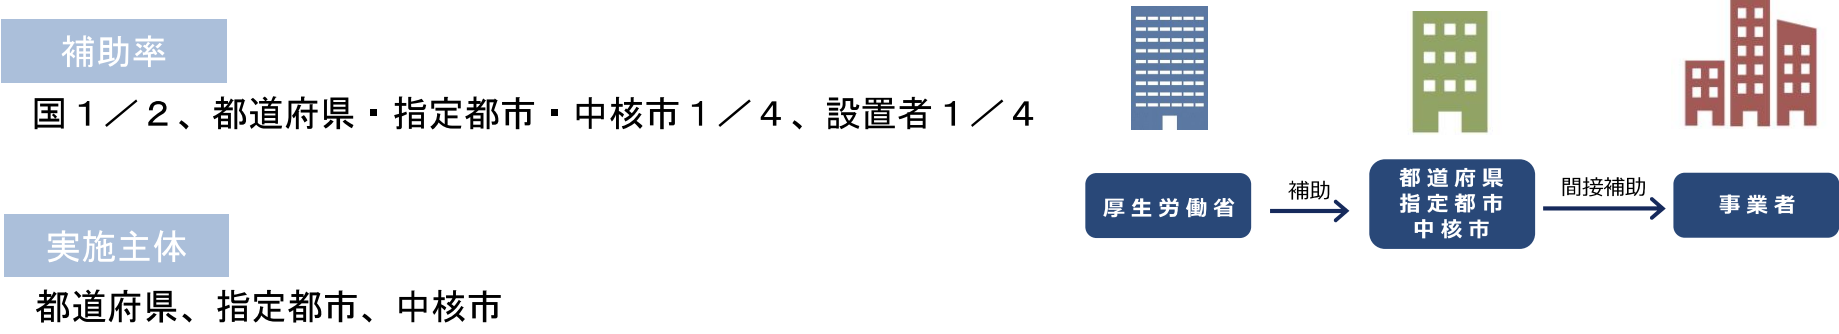 補助率
国１／２、都道府県・指定都市・中核市１／４、設置者１／４
実施主体
都道府県、指定都市、中核市
厚生労働省
補助
都道府県
指定都市
中核市
間接補助
事業者